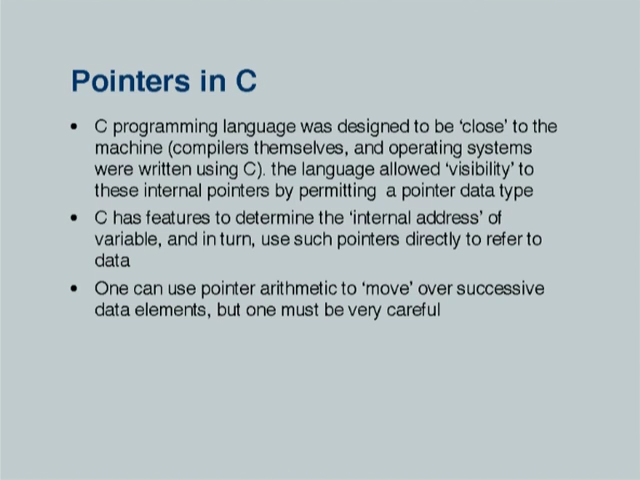 Pointers in C
• C programming language was designed to be ‘close’ to the
machine (compilers themselves, and operating systems
were written using C). the language allowed ‘visibility’ to
these internal pointers by permitting  a pointer data type
• C has features to determine the ‘internal address’ of
variable, and in turn, use such pointers directly to refer to
data
• One can use pointer arithmetic to ‘move’ over successive
data elements, but one must be very careful